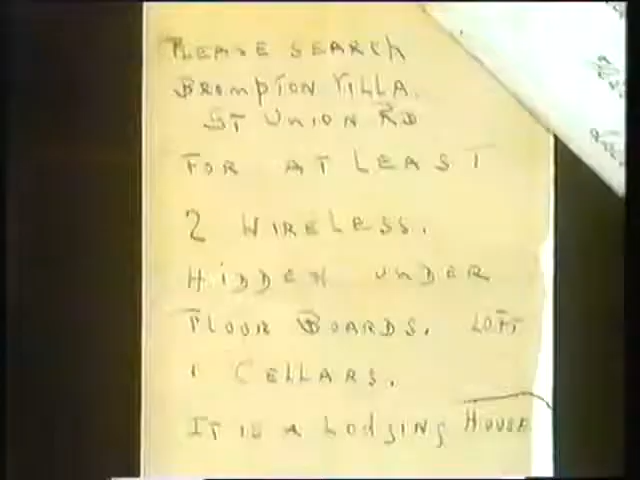 PLEASE SEARCH
BROMPTON VILLA.
ST UNION RD
FOR AT LEAST
2 WIRELESS.
HIDDEN UNDER
FLOOR BOARDS. LOFT
CELLARS.
IT IS A LODGING HOUSE